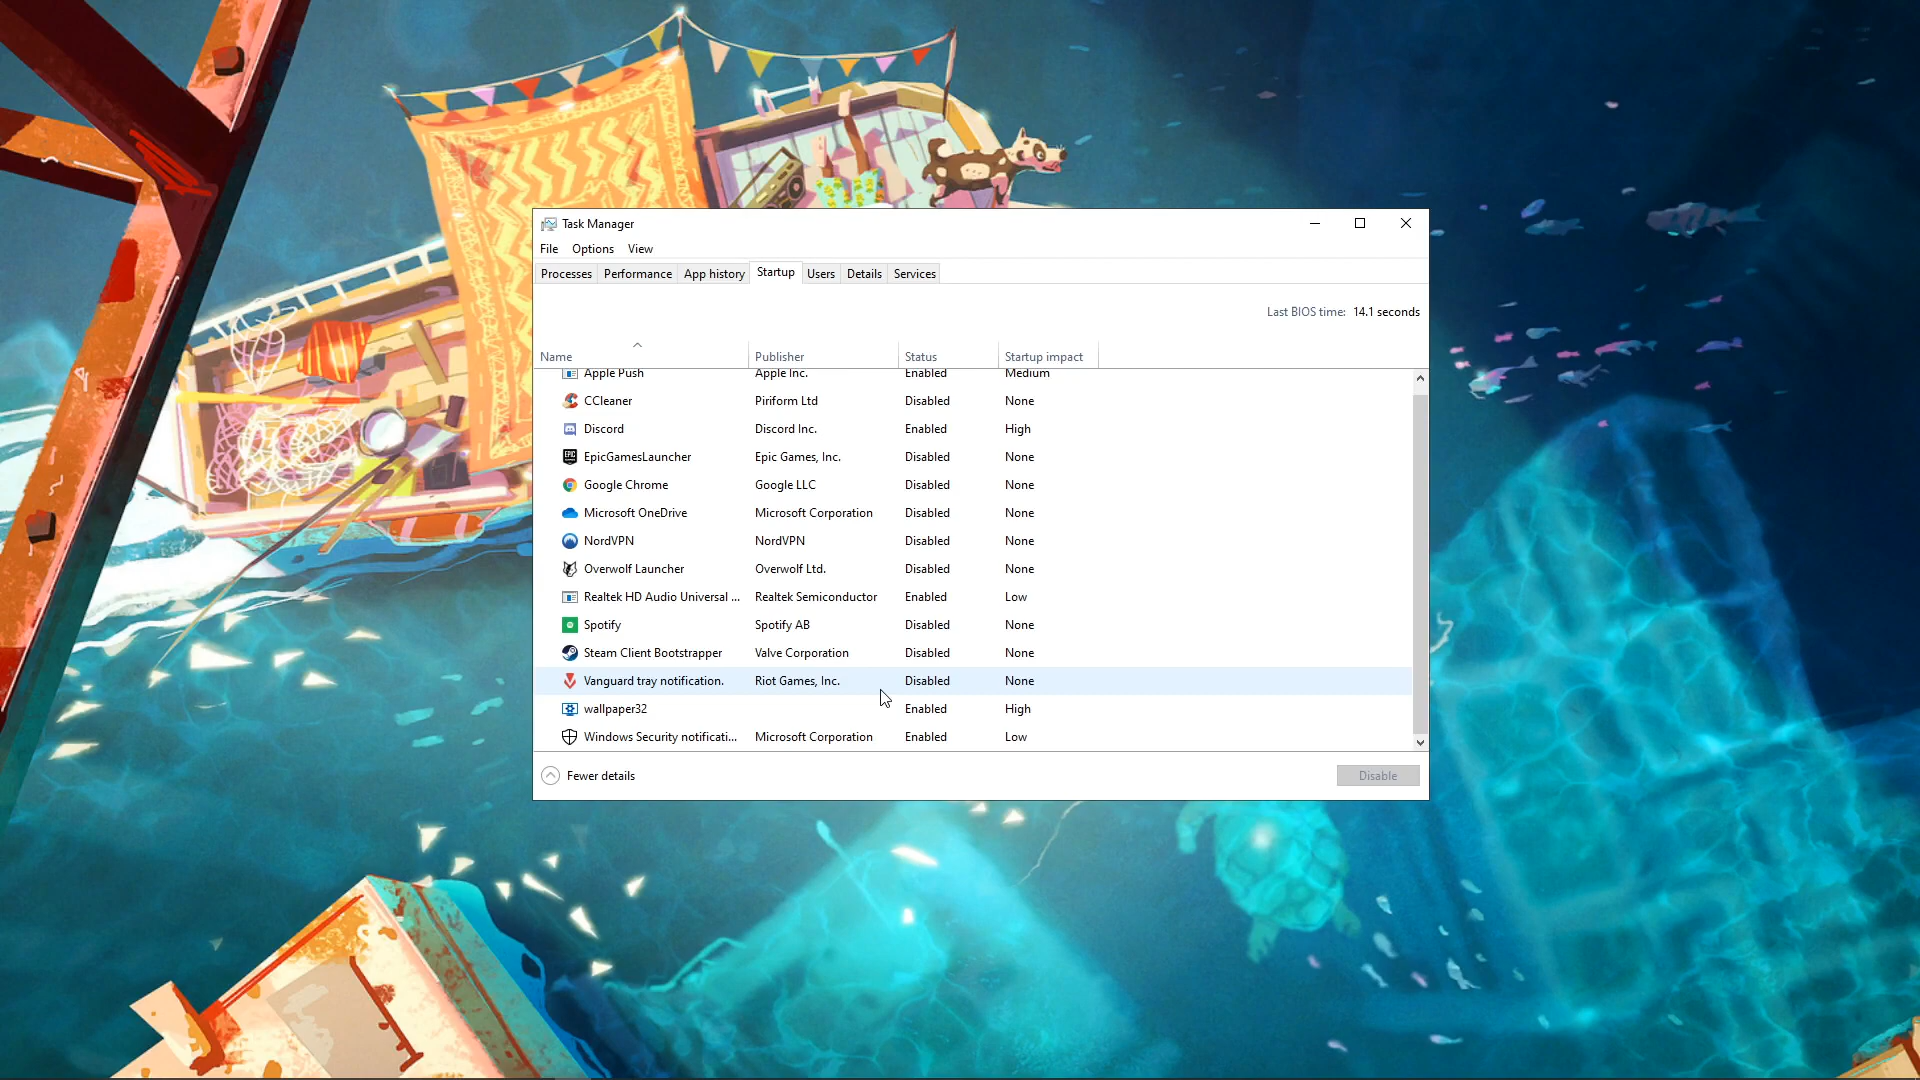 Task Manager
File Options View
Processes Performance App history Startup Users Details Services
Last BIOS time: 14.1 seconds
Name Publisher Status Startup impact
Apple Push Apple Inc. Enabled Medium
CCleaner Piriform Ltd Disabled None
Discord Discord Inc. Enabled High
EPIC EpicGamesLauncher Epic Games, Inc. Disabled None
Google Chrome Google LLC Disabled None
Microsoft OneDrive Microsoft Corporation Disabled None
NordVPN NordVPN Disabled None
Overwolf Launcher Overwolf Ltd. Disabled None
Realtek HD Audio Universal ... Realtek Semiconductor Enabled Low
Spotify Spotify AB Disabled None
Steam Client Bootstrapper Valve Corporation Disabled None
Vanguard tray notification. Riot Games, Inc. Disabled None
wallpaper32 Enabled High
Windows Security notificati... Microsoft Corporation Enabled Low
Fewer details Disable